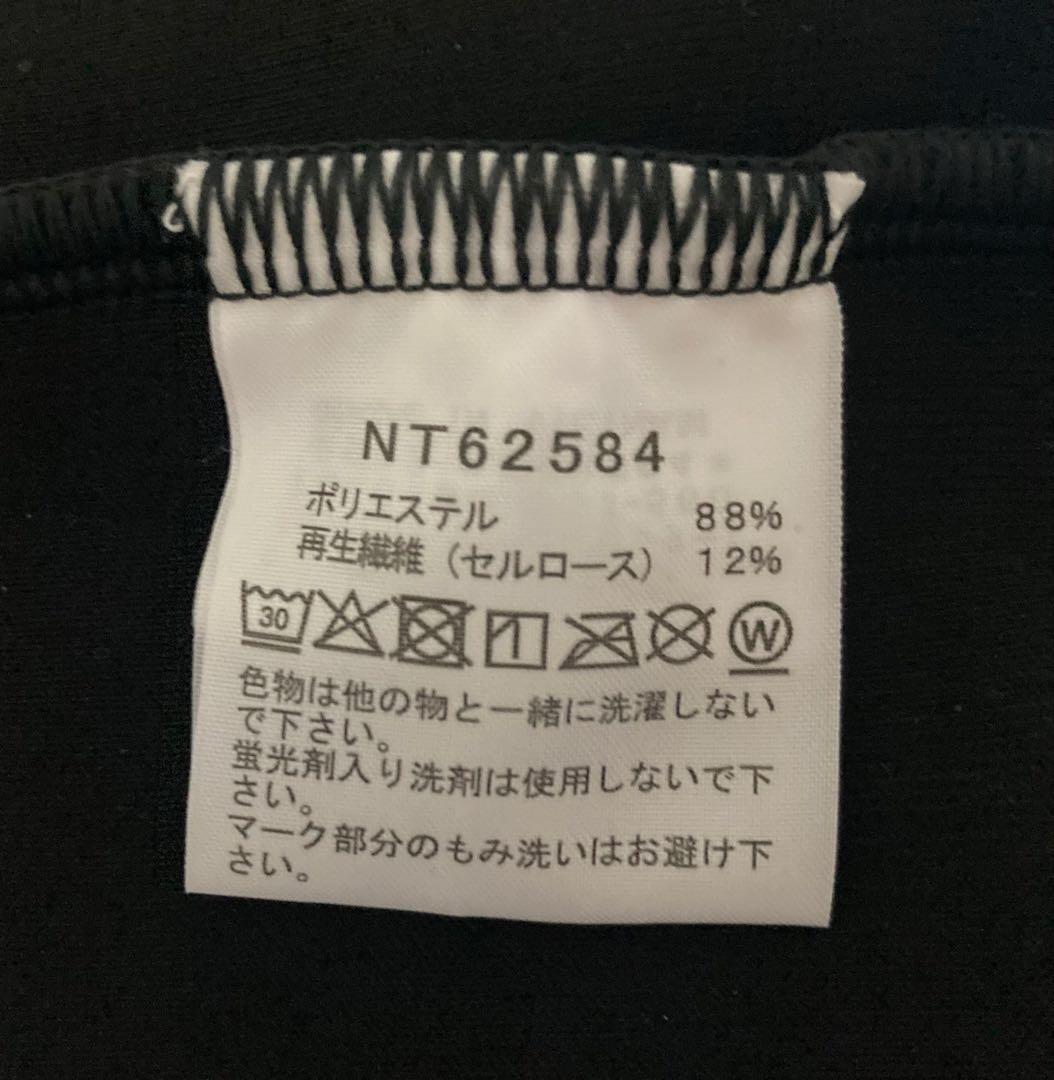 NT62584
ポリエステル 88%
再生繊維（セルロース） 12%
30 W
色物は他の物と一緒に洗濯しない
で下さい。
蛍光剤入り洗剤は使用しないで下
さい。
マーク部分のもみ洗いはお避け下
さい。